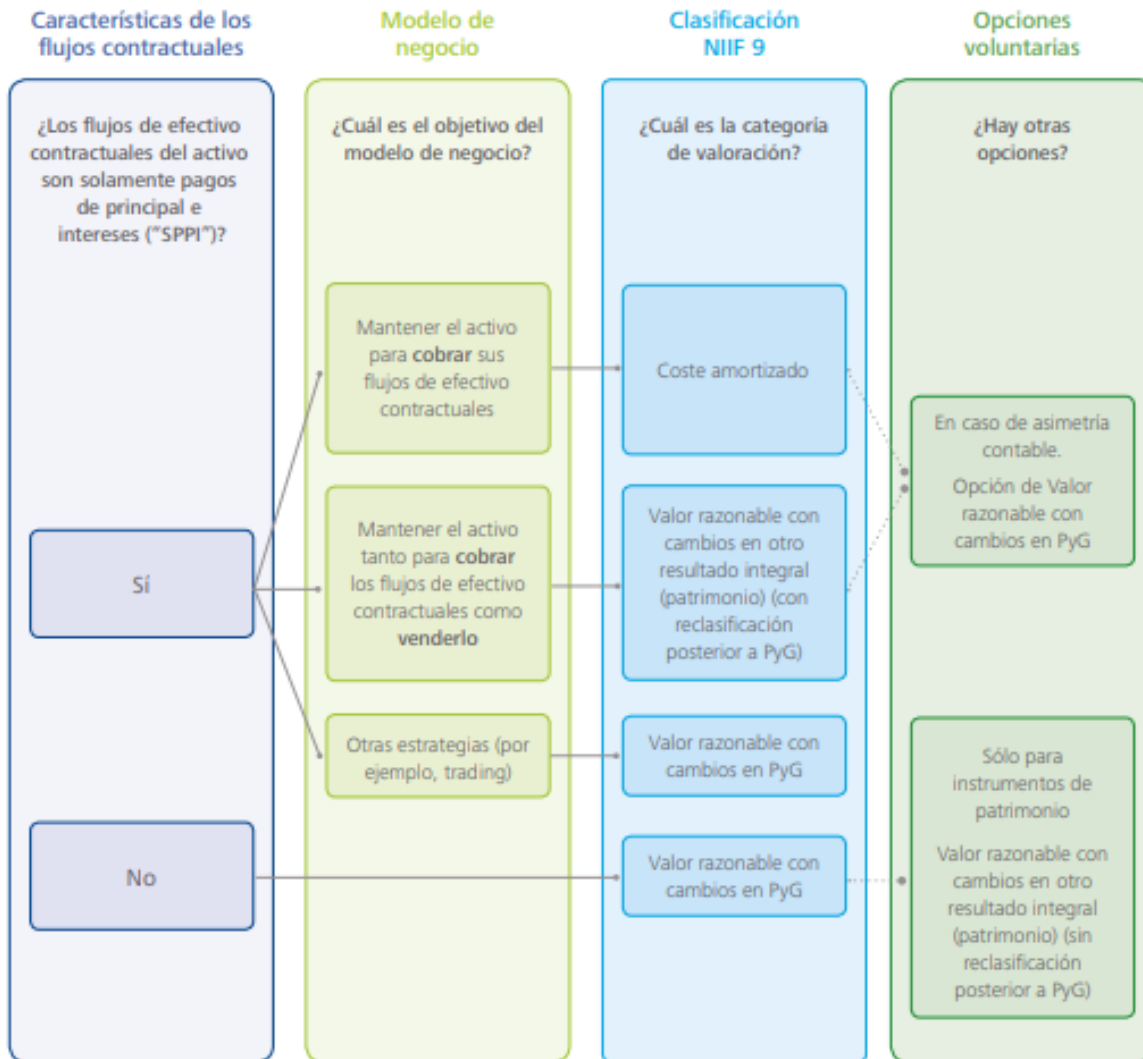 Características de los
flujos contractuales
¿Los flujos de efectivo
contractuales del activo
son solamente pagos
de principal e
intereses ("SPPI")?
Sí
No
Modelo de
negocio
¿Cuál es el objetivo del
modelo de negocio?
Mantener el activo
para cobrar sus
flujos de efectivo
contractuales
Mantener el activo
tanto para cobrar
los flujos de efectivo
contractuales como
venderlo
Otras estrategias (por
ejemplo, trading)
Clasificación
NIIF 9
¿Cuál es la categoría
de valoración?
Coste amortizado
Valor razonable con
cambios en otro
resultado integral
(patrimonio) (con
reclasificación
posterior a PyG)
Valor razonable con
cambios en PyG
Valor razonable con
cambios en PyG
Opciones
voluntarias
¿Hay otras
opciones?
En caso de asimetría
contable.
Opción de Valor
razonable con
cambios en PyG
Sólo para
instrumentos de
patrimonio
Valor razonable con
cambios en otro
resultado integral
(patrimonio) (sin
reclasificación
posterior a PyG)